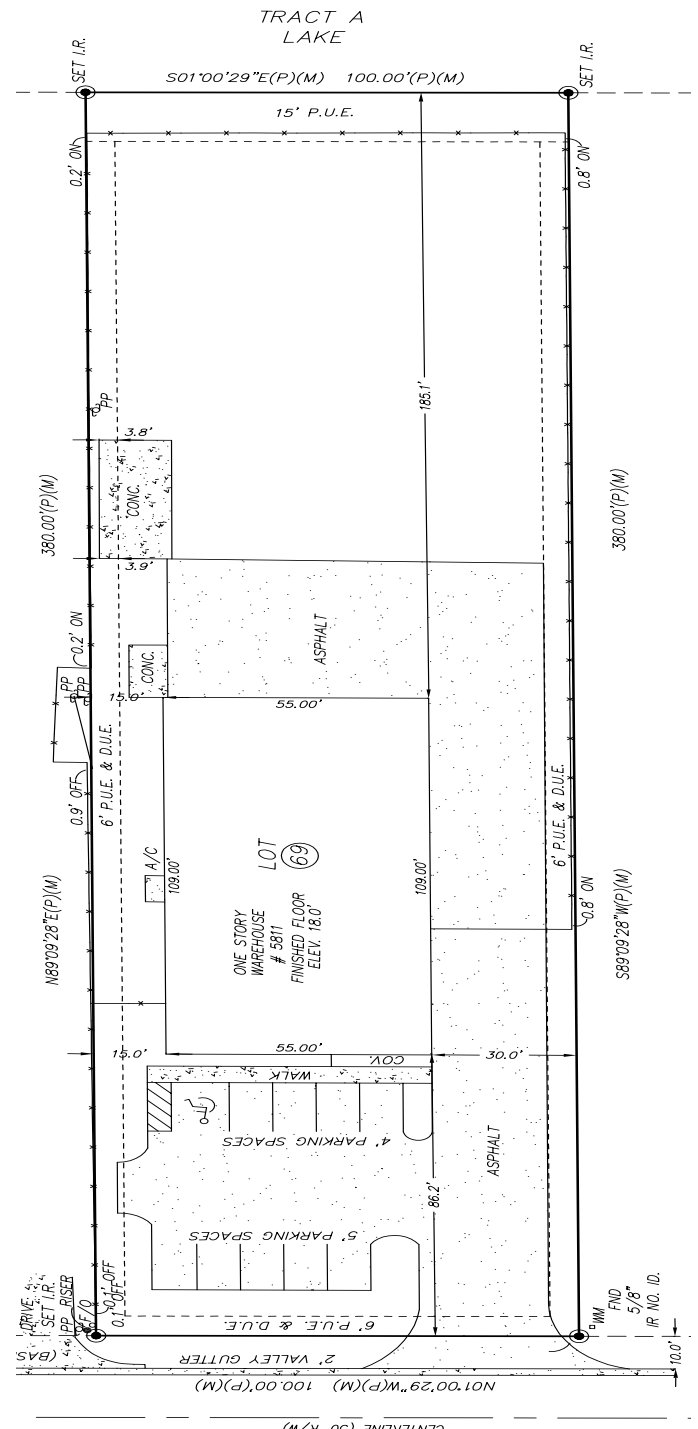 TRACT A
LAKE
SET I.R.
SET I.R.
S01°00'29"E(P)(M) 100.00'(P)(M)
15' P.U.E.
0.2' ON
0.8' ON
185.1'
PP
3.8'
CONC.
380.00'(P)(M)
380.00'(P)(M)
3.9'
ASPHALT
0.2' ON
CONC.
PP
PP
15.0'
55.00'
6' P.U.E. & D.U.E.
0.9' OFF
6' P.U.E. & D.U.E.
LOT
69
A/C
109.00'
109.00'
0.8' ON
ONE STORY
WAREHOUSE
# 5811
FINISHED FLOOR
ELEV. 18.0'
N89°09'28"E(P)(M)
S89°09'28"W(P)(M)
15.0'
55.00'
COV.
30.0'
WALK
4' PARKING SPACES
ASPHALT
86.2'
5' PARKING SPACES
DRIVE
SET I.R.
PP RISER
0.1' OFF
0.1' OFF
6' P.U.E. & D.U.E.
WM
FND
5/8"
IR NO. ID.
(BAS
2' VALLEY GUTTER
10.0'
N01°00'29"W(P)(M) 100.00'(P)(M)